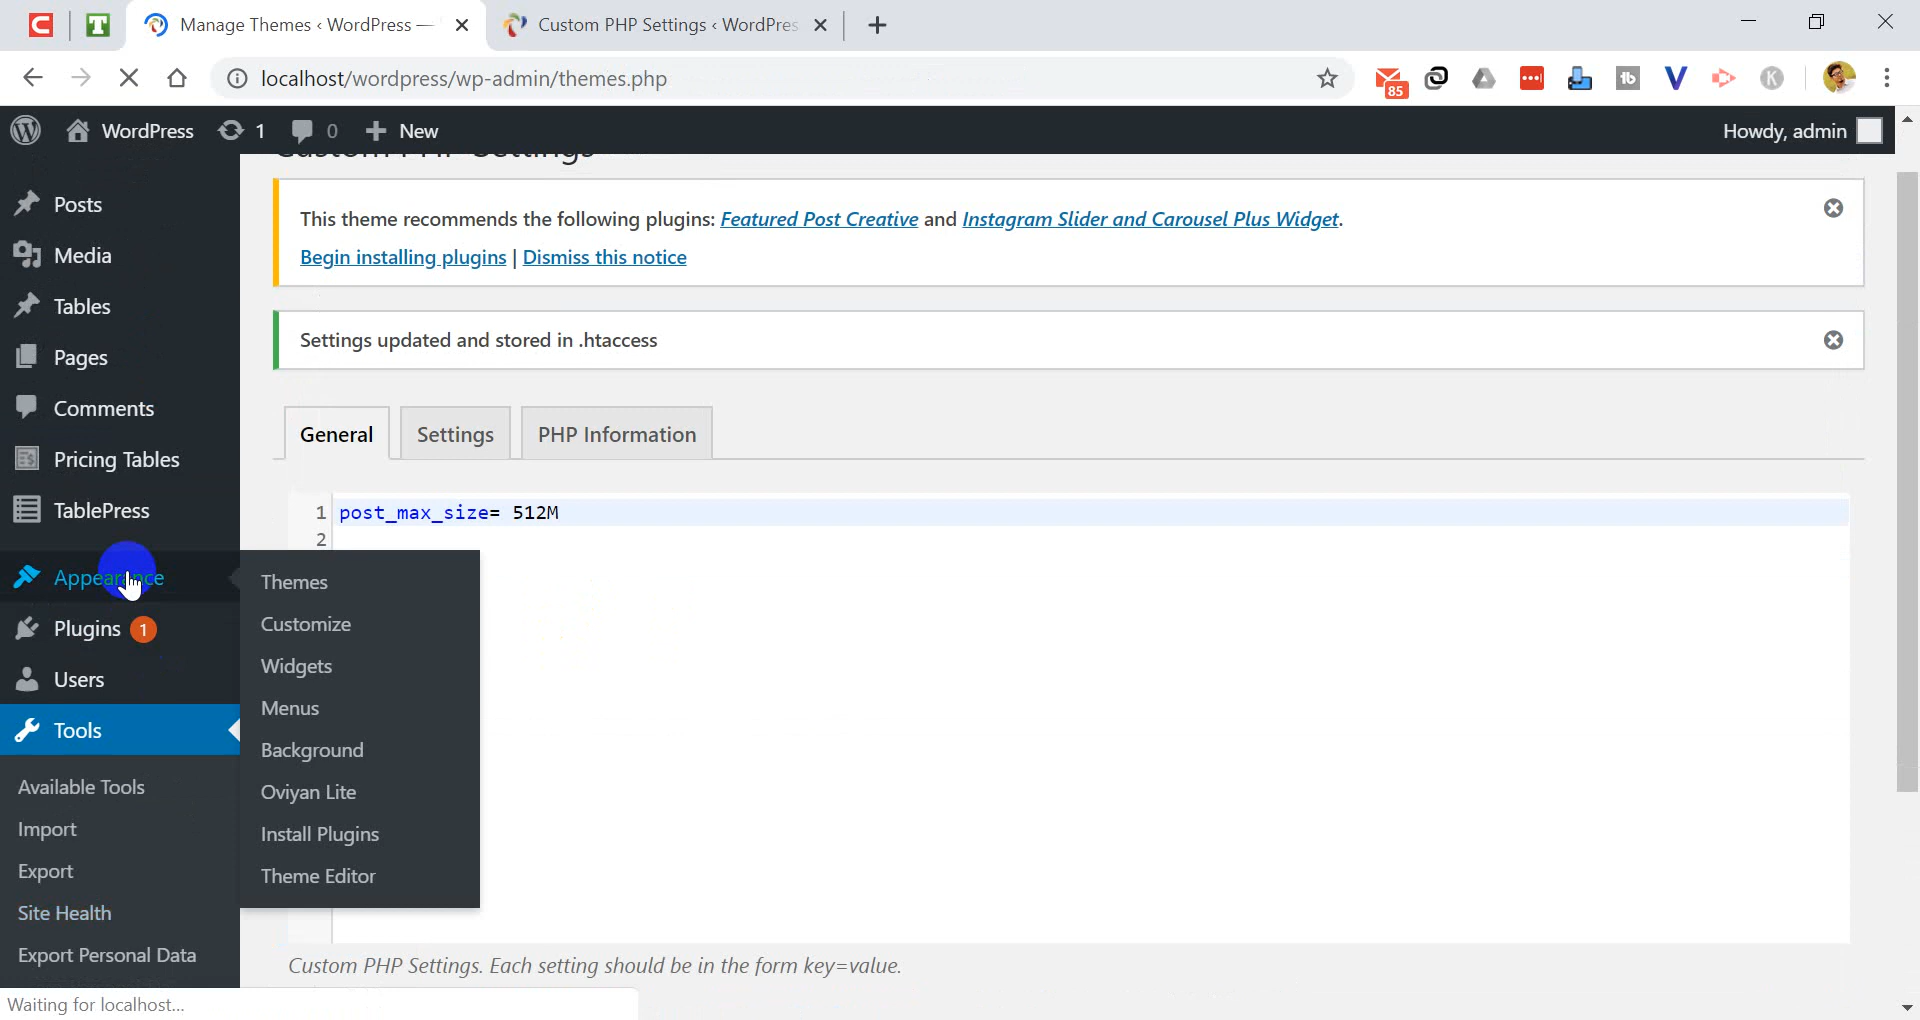 Manage Themes ‹ WordPress —
Custom PHP Settings ‹ WordPres
localhost/wordpress/wp-admin/themes.php
85
WordPress 1 0 New
Howdy, admin
Custom PHP Settings
Posts
Media
Tables
Pages
Comments
Pricing Tables
TablePress
Appearance
Plugins 1
Users
Tools
Available Tools
Import
Export
Site Health
Export Personal Data
Themes
Customize
Widgets
Menus
Background
Oviyan Lite
Install Plugins
Theme Editor
This theme recommends the following plugins: Featured Post Creative and Instagram Slider and Carousel Plus Widget.
Begin installing plugins | Dismiss this notice
Settings updated and stored in .htaccess
General
Settings
PHP Information
1 post_max_size= 512M
2
Custom PHP Settings. Each setting should be in the form key=value.
Waiting for localhost...